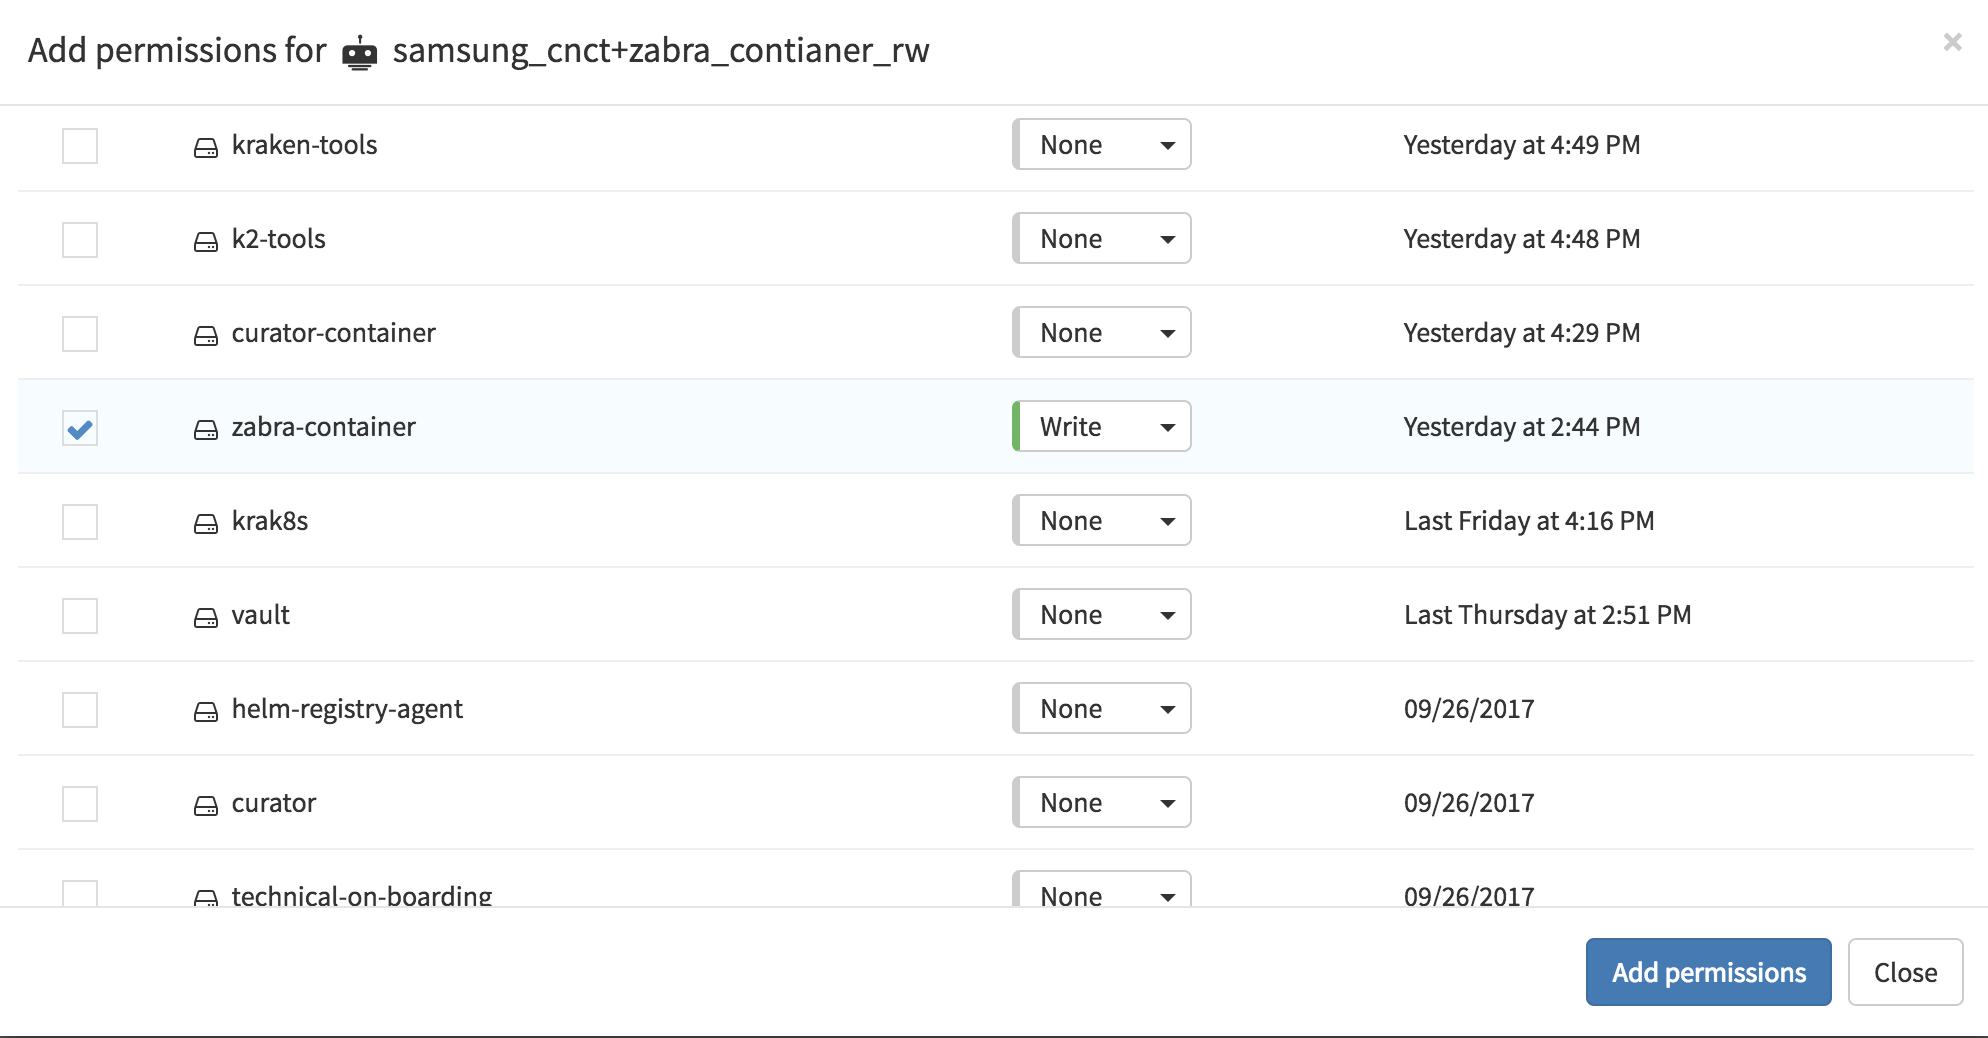 Add permissions for samsung_cnct+zabra_contianer_rw
kraken-tools None Yesterday at 4:49 PM
k2-tools None Yesterday at 4:48 PM
curator-container None Yesterday at 4:29 PM
zabra-container Write Yesterday at 2:44 PM
krak8s None Last Friday at 4:16 PM
vault None Last Thursday at 2:51 PM
helm-registry-agent None 09/26/2017
curator None 09/26/2017
technical-on-boarding None 09/26/2017
Add permissions Close